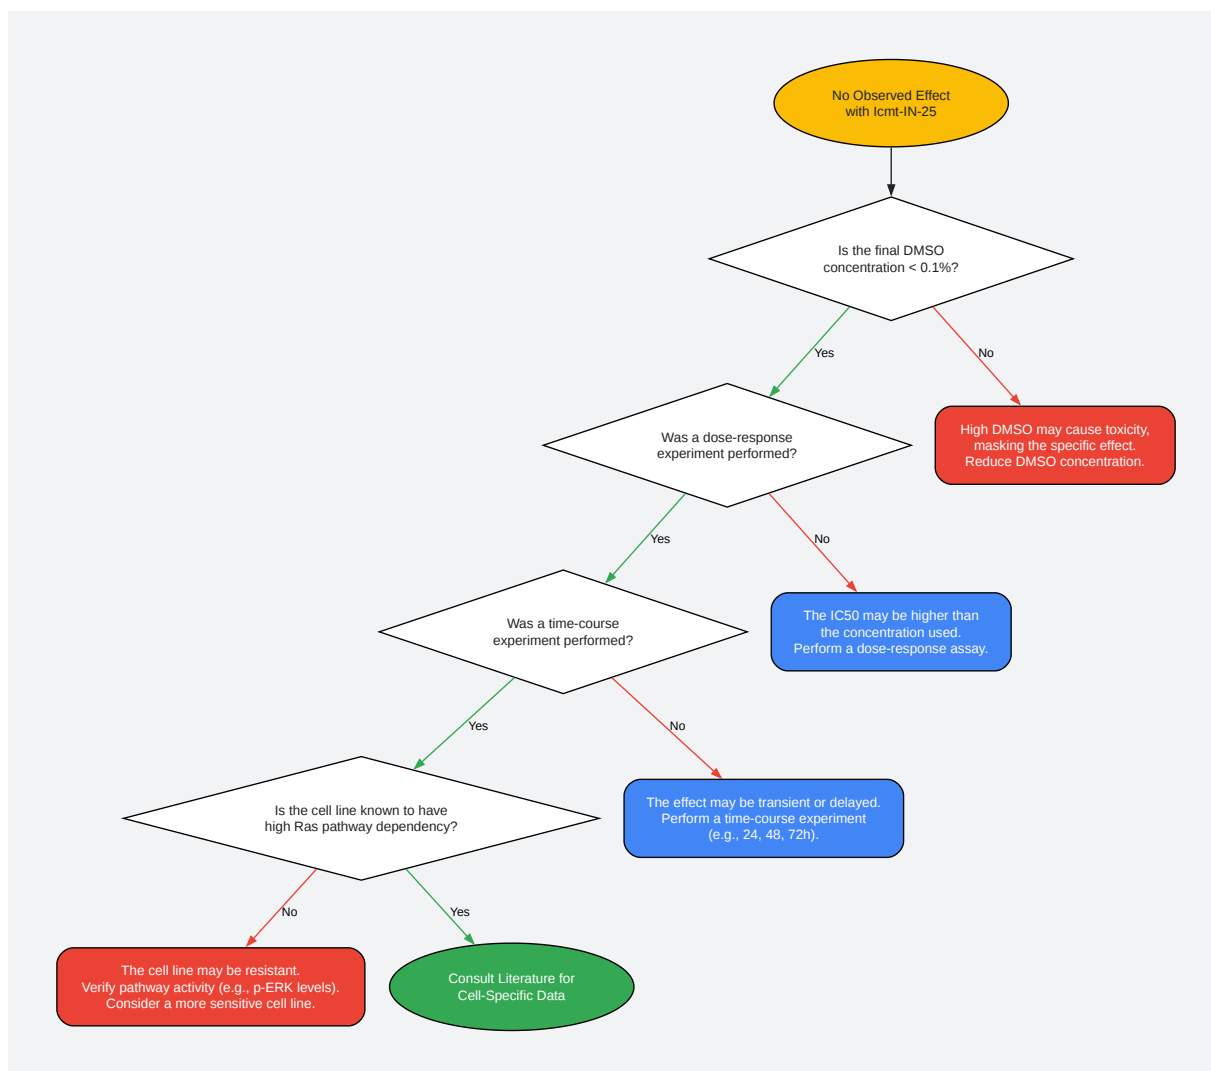 No Observed Effect
with Icmt-IN-25
Is the final DMSO
concentration < 0.1%?
Yes
No
High DMSO may cause toxicity,
masking the specific effect.
Reduce DMSO concentration.
Was a dose-response
experiment performed?
Yes
No
The IC50 may be higher than
the concentration used.
Perform a dose-response assay.
Was a time-course
experiment performed?
Yes
No
The effect may be transient or delayed.
Perform a time-course experiment
(e.g., 24, 48, 72h).
Is the cell line known to have
high Ras pathway dependency?
No
Yes
The cell line may be resistant.
Verify pathway activity (e.g., p-ERK levels).
Consider a more sensitive cell line.
Consult Literature for
Cell-Specific Data